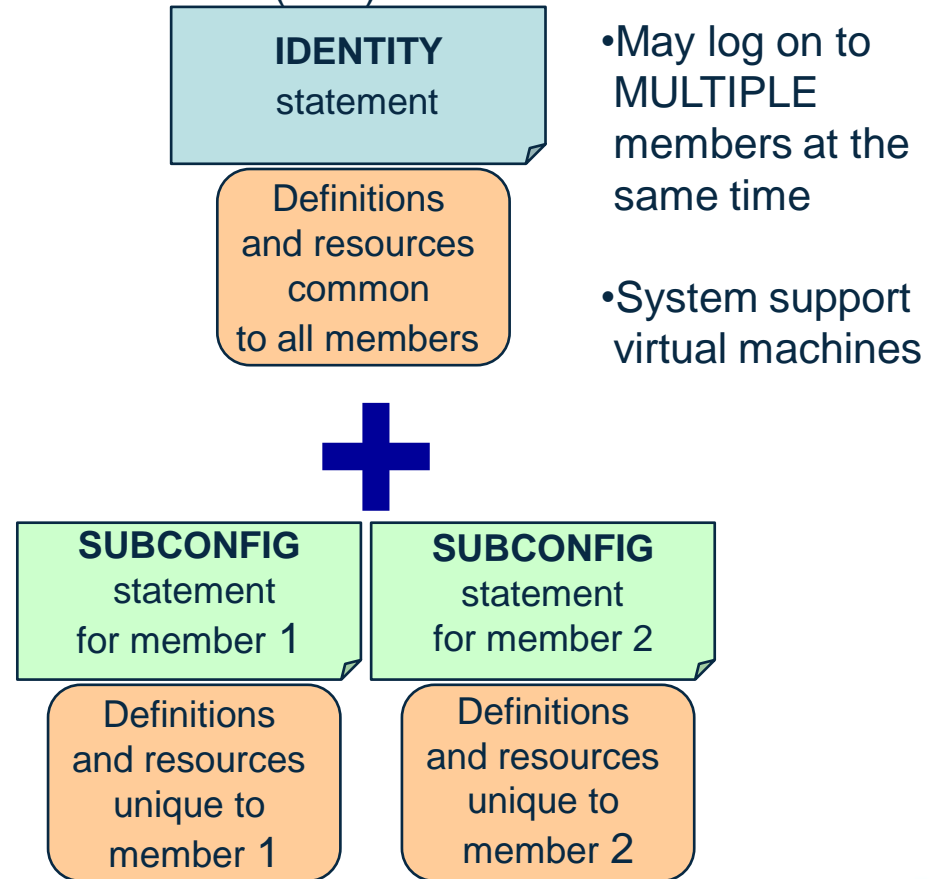 IDENTITY
statement
Definitions
and resources
common
to all members
•May log on to
MULTIPLE
members at the
same time
•System support
virtual machines
SUBCONFIG
statement
for member 1
Definitions
and resources
unique to
member 1
SUBCONFIG
statement
for member 2
Definitions
and resources
unique to
member 2